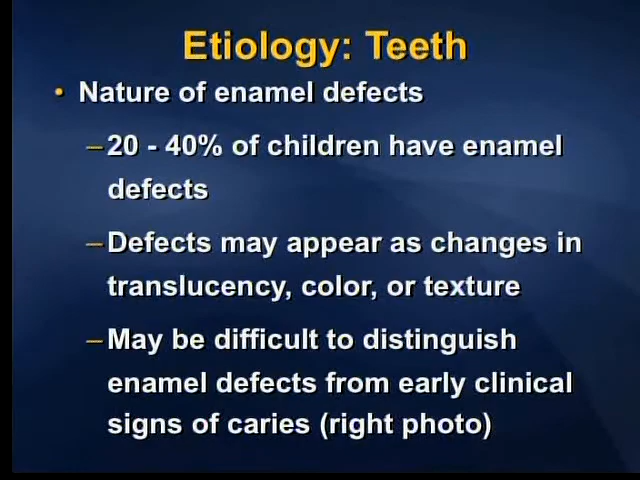 Etiology: Teeth
• Nature of enamel defects
–20 - 40% of children have enamel
defects
–Defects may appear as changes in
translucency, color, or texture
–May be difficult to distinguish
enamel defects from early clinical
signs of caries (right photo)